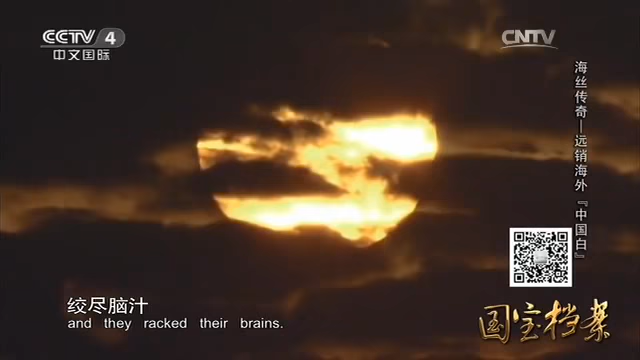 CCTV 4
中文国际
CNTV
海丝传奇—远销海外『中国白』
绞尽脑汁
and they racked their brains.
国宝档案